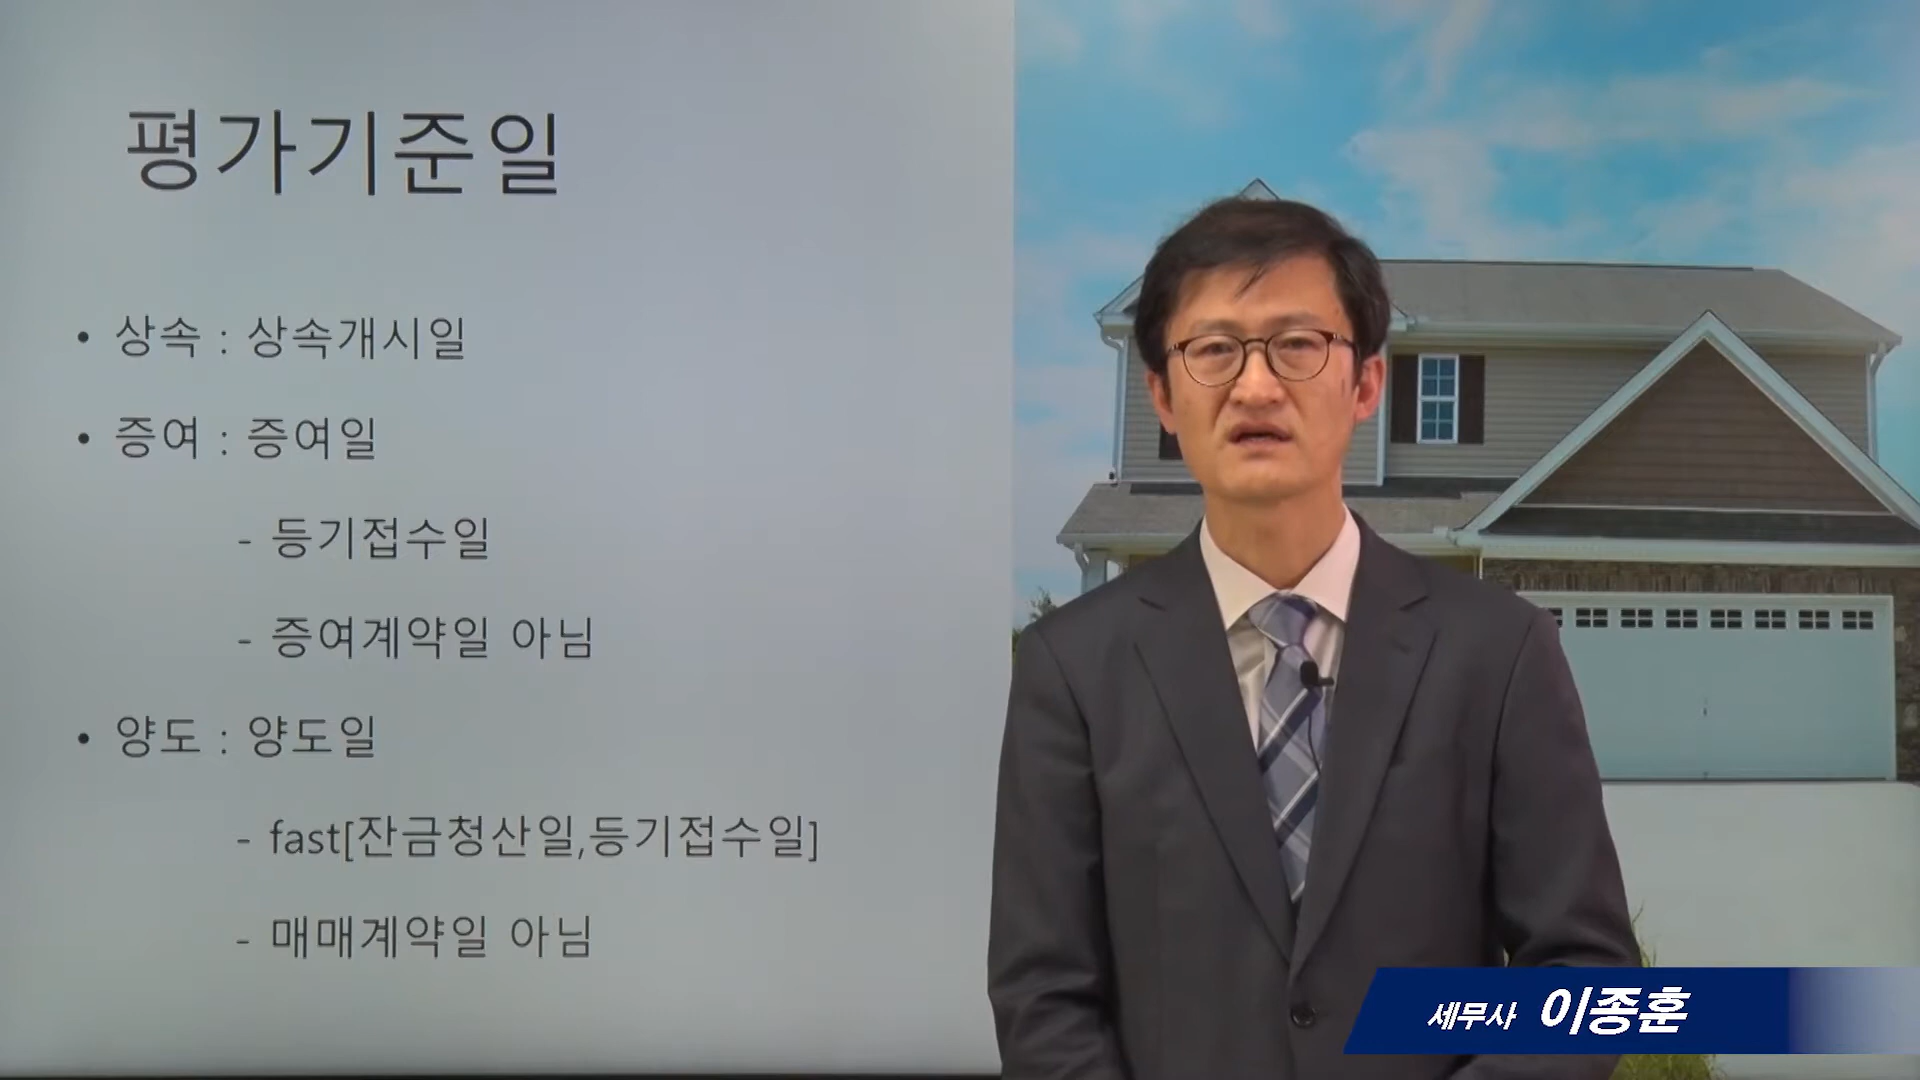 평가기준일
• 상속 : 상속개시일
• 증여 : 증여일
- 등기접수일
- 증여계약일 아님
• 양도 : 양도일
- fast[잔금청산일,등기접수일]
- 매매계약일 아님
세무사 이종훈